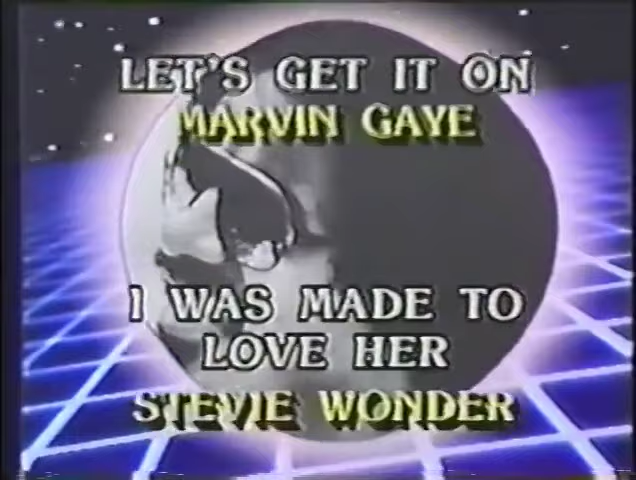 LET'S GET IT ON
MARVIN GAYE
I WAS MADE TO
LOVE HER
STEVIE WONDER